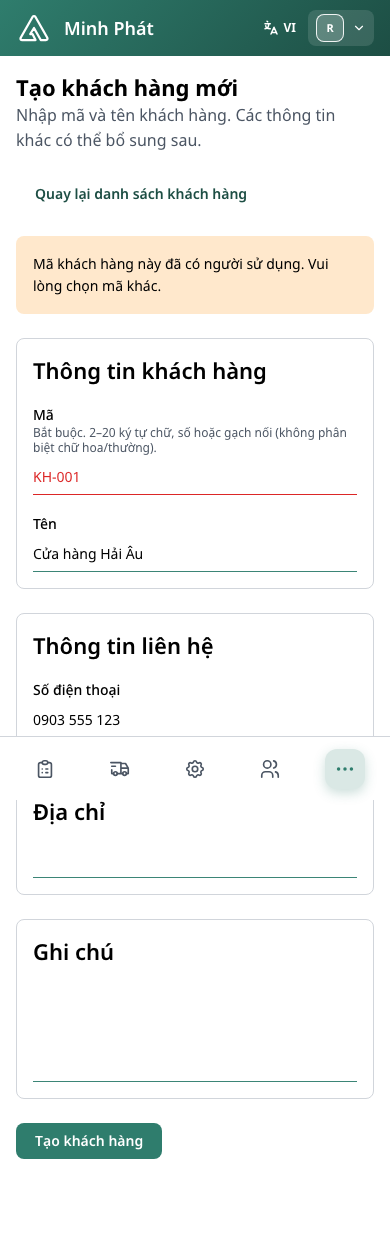 Minh Phát
VI
R
Tạo khách hàng mới
Nhập mã và tên khách hàng. Các thông tin
khác có thể bổ sung sau.
Quay lại danh sách khách hàng
Mã khách hàng này đã có người sử dụng. Vui
lòng chọn mã khác.
Thông tin khách hàng
Mã
Bắt buộc. 2–20 ký tự chữ, số hoặc gạch nối (không phân
biệt chữ hoa/thường).
KH-001
Tên
Cửa hàng Hải Âu
Thông tin liên hệ
Số điện thoại
0903 555 123
Địa chỉ
Ghi chú
Tạo khách hàng